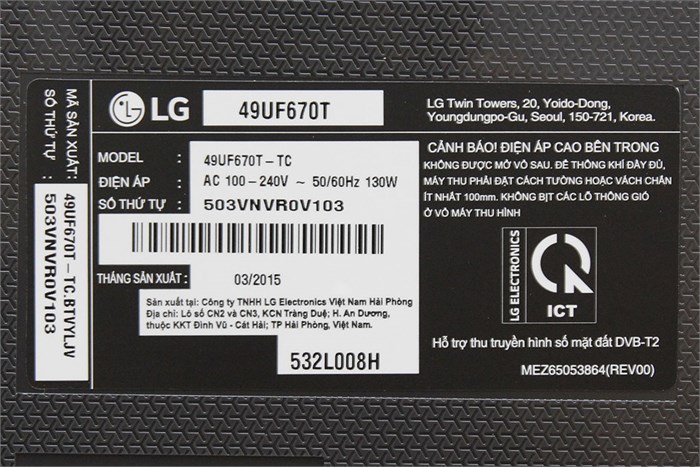 LG
49UF670T
LG Twin Towers, 20, Yoido-Dong,
Youngdungpo-Gu, Seoul, 150-721, Korea.
MÃ SẢN XUẤT: 49UF670T-TC.BTVYLJV
SỐ THỨ TỰ : 503VNVR0V103
MODEL : 49UF670T-TC
ĐIỆN ÁP : AC 100-240V ~ 50/60Hz 130W
SỐ THỨ TỰ : 503VNVR0V103
THÁNG SẢN XUẤT: 03/2015
Sản xuất tại: Công ty TNHH LG Electronics Việt Nam Hải Phòng
Địa chỉ: Lô số CN2 và CN3, KCN Tràng Duệ; H. An Dương,
thuộc KKT Đình Vũ - Cát Hải; TP Hải Phòng, Việt Nam.
532L008H
CẢNH BÁO! ĐIỆN ÁP CAO BÊN TRONG
KHÔNG ĐƯỢC MỞ VỎ SAU. ĐỂ THÔNG KHÍ ĐẦY ĐỦ,
MÁY THU PHẢI ĐẶT CÁCH TƯỜNG HOẶC VÁCH CHẮN
ÍT NHẤT 100mm. KHÔNG BỊT CÁC LỖ THÔNG GIÓ
Ở VỎ MÁY THU HÌNH
LG ELECTRONICS
ICT
Hỗ trợ thu truyền hình số mặt đất DVB-T2
MEZ65053864(REV00)